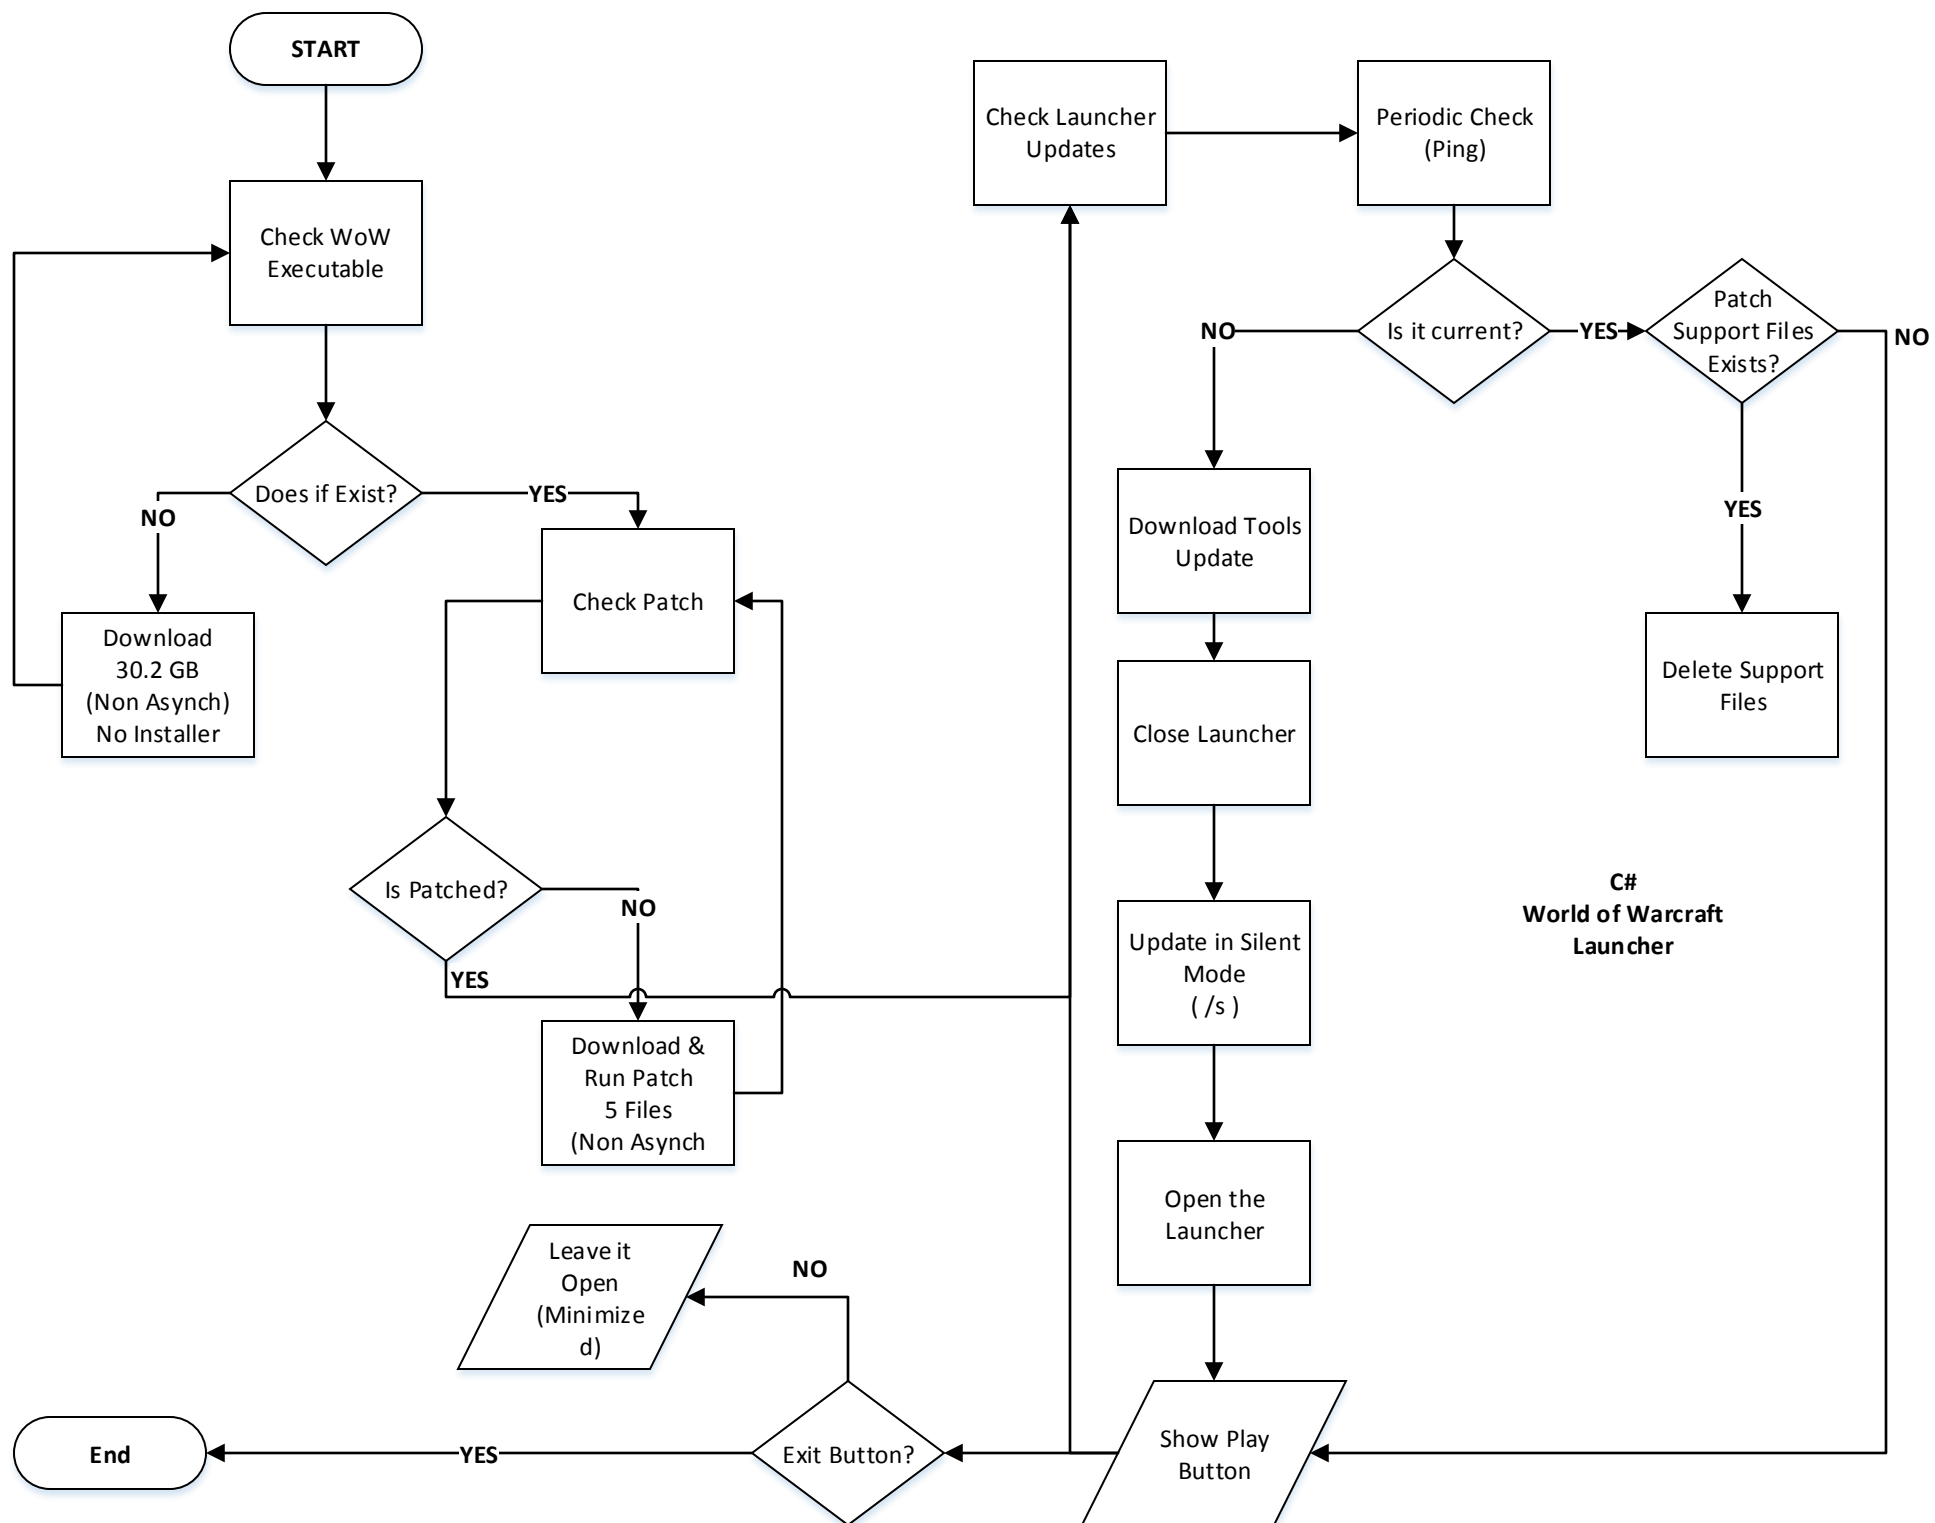 START
Check WoW
Executable
Does if Exist?
NO
YES
Download
30.2 GB
(Non Asynch)
No Installer
Check Patch
Is Patched?
NO
YES
Download &
Run Patch
5 Files
(Non Asynch
Check Launcher
Updates
Periodic Check
(Ping)
Is it current?
NO
YES
Patch
Support Files
Exists?
NO
YES
Delete Support
Files
Download Tools
Update
Close Launcher
Update in Silent
Mode
( /s )
Open the
Launcher
C#
World of Warcraft
Launcher
Show Play
Button
Exit Button?
NO
Leave it
Open
(Minimize
d)
YES
End